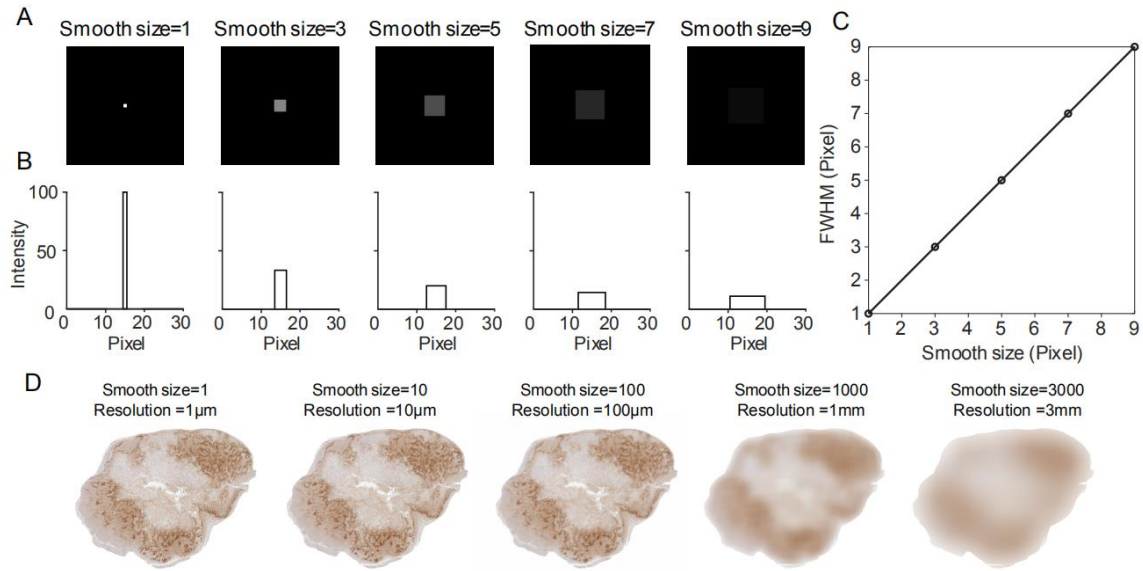 A
Smooth size=1
Smooth size=3
Smooth size=5
Smooth size=7
Smooth size=9
B
Intensity
100
50
0
0 10 20 30
Pixel
0 10 20 30
Pixel
0 10 20 30
Pixel
0 10 20 30
Pixel
0 10 20 30
Pixel
C
FWHM (Pixel)
9
8
7
6
5
4
3
2
1
1 2 3 4 5 6 7 8 9
Smooth size (Pixel)
D
Smooth size=1
Resolution =1µm
Smooth size=10
Resolution =10µm
Smooth size=100
Resolution =100µm
Smooth size=1000
Resolution =1mm
Smooth size=3000
Resolution =3mm